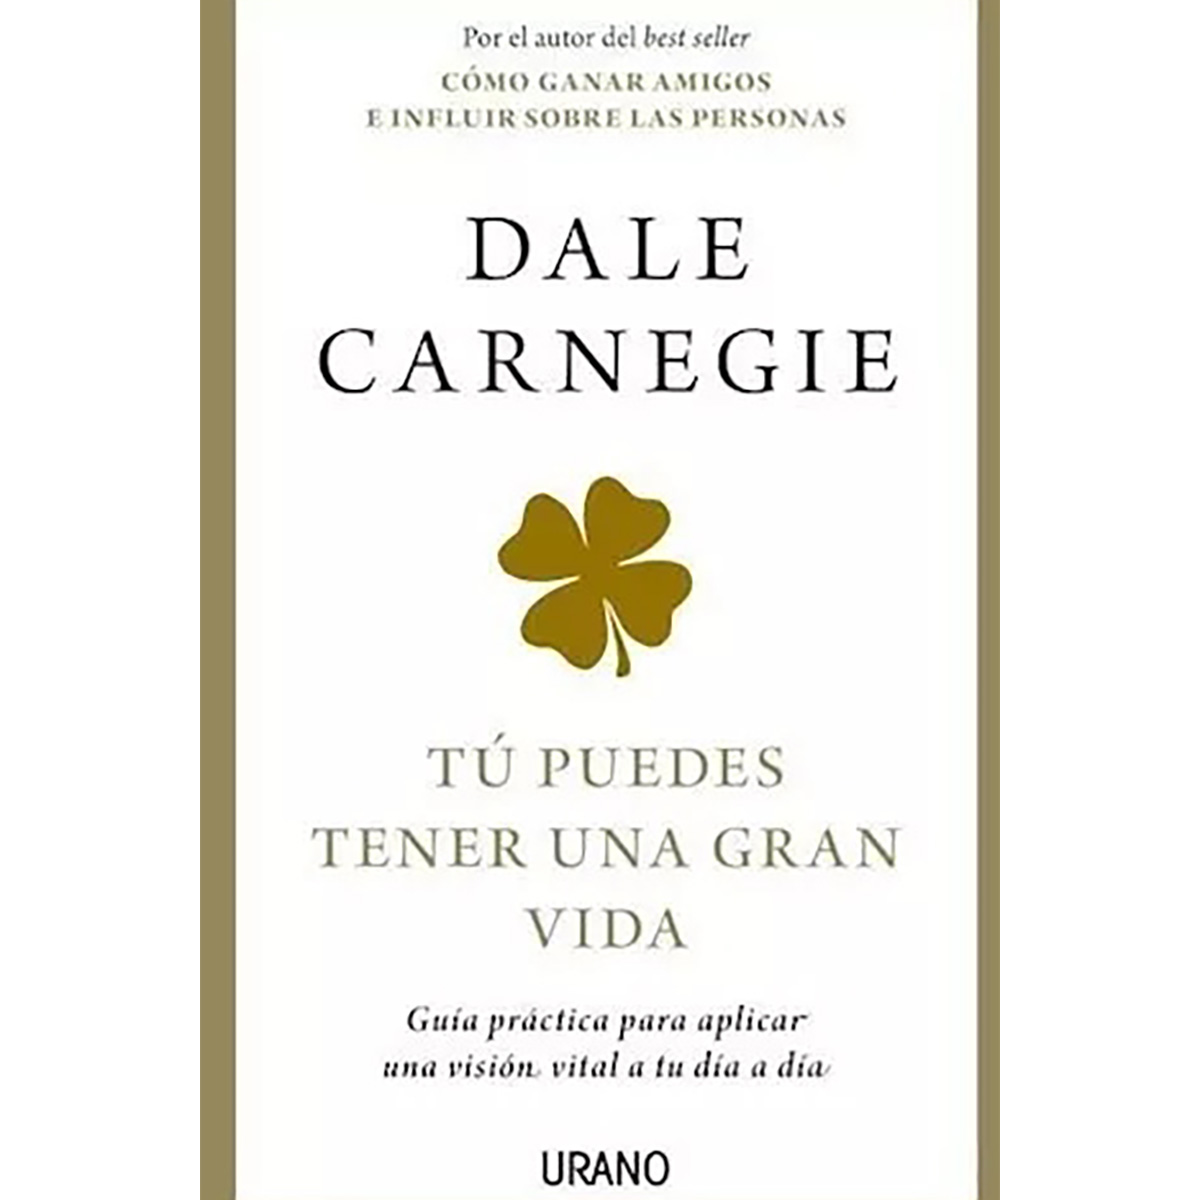 Por el autor del best seller
CÓMO GANAR AMIGOS
E INFLUIR SOBRE LAS PERSONAS
DALE
CARNEGIE
TÚ PUEDES
TENER UNA GRAN
VIDA
Guía práctica para aplicar
una visión vital a tu día a día
URANO